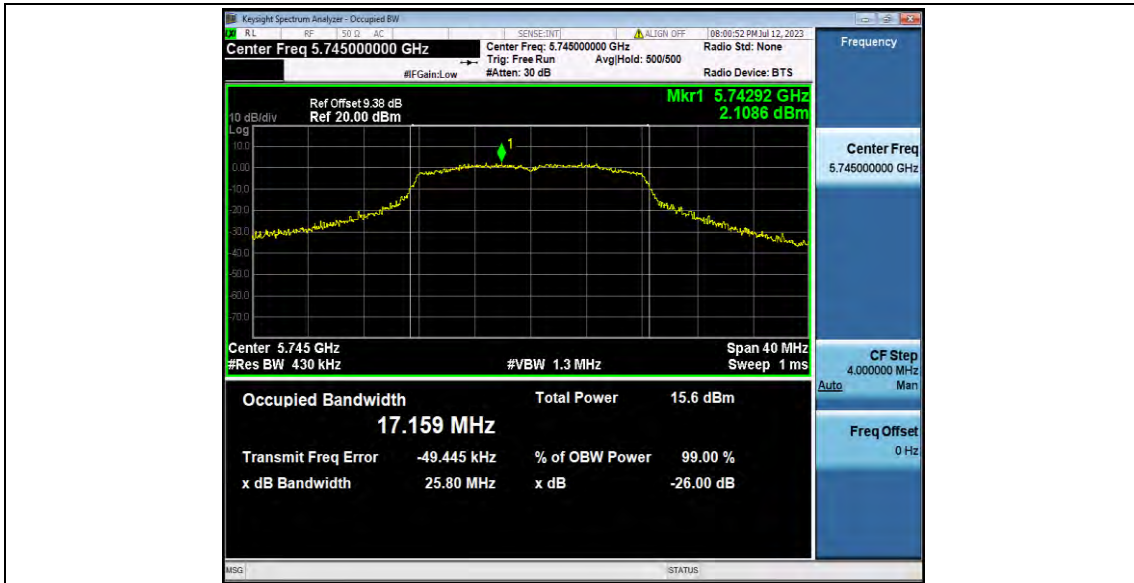 Keysight Spectrum Analyzer - Occupied BW
LXI RL RF 50 Ω AC SENSE:INT ALIGN OFF 08:00:52 PM Jul 12, 2023
Center Freq 5.745000000 GHz
Center Freq: 5.745000000 GHz
Radio Std: None
Trig: Free Run Avg|Hold: 500/500
#IFGain:Low #Atten: 30 dB Radio Device: BTS
Mkr1 5.74292 GHz
2.1086 dBm
Ref Offset 9.38 dB
10 dB/div Ref 20.00 dBm
Log
10.0
1
0.00
-10.0
-20.0
-30.0
-40.0
-50.0
-60.0
-70.0
Center 5.745 GHz Span 40 MHz
#Res BW 430 kHz #VBW 1.3 MHz Sweep 1 ms
Occupied Bandwidth Total Power 15.6 dBm
17.159 MHz
Transmit Freq Error -49.445 kHz % of OBW Power 99.00 %
x dB Bandwidth 25.80 MHz x dB -26.00 dB
Frequency
Center Freq
5.745000000 GHz
CF Step
4.000000 MHz
Auto Man
Freq Offset
0 Hz
MSG STATUS